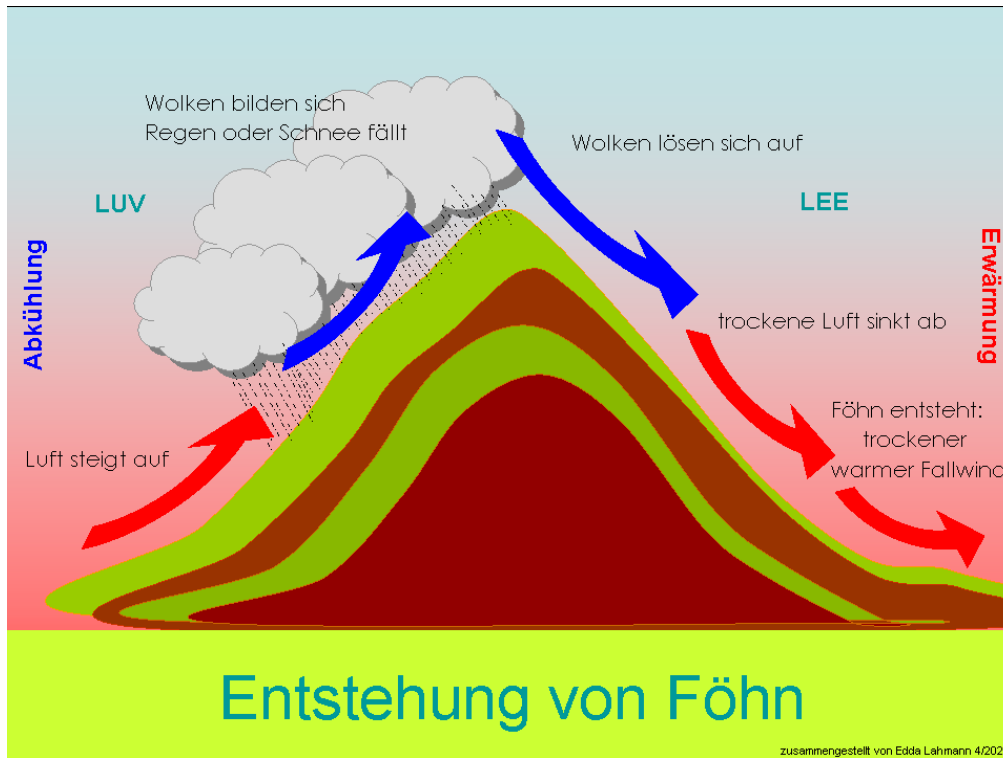 Wolken bilden sich
Regen oder Schnee fällt
Wolken lösen sich auf
LUV
LEE
Abkühlung
Erwärmung
trockene Luft sinkt ab
Luft steigt auf
Föhn entsteht:
trockener
warmer Fallwind
Entstehung von Föhn
zusammengestellt von Edda Lahmann 4/202